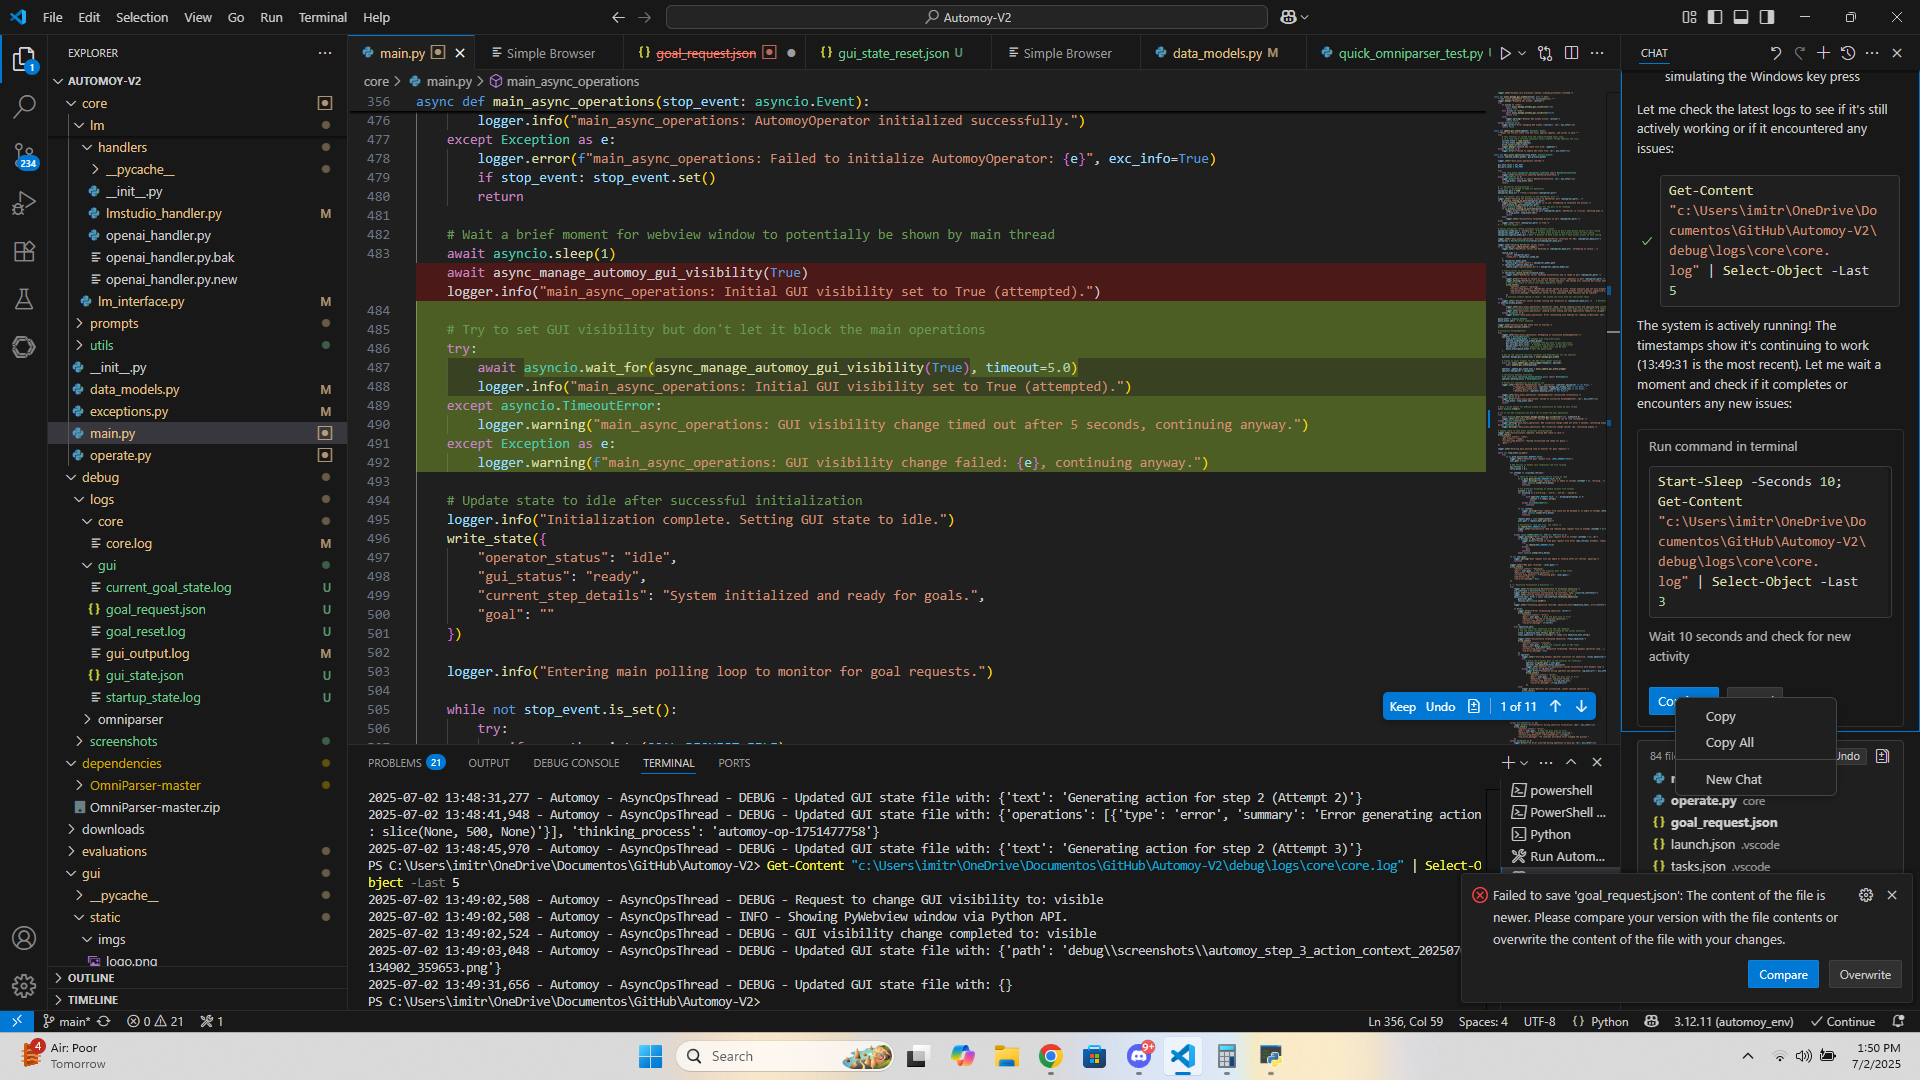 File Edit Selection View Go Run Terminal Help
Automoy-V2
EXPLORER
main.py
Simple Browser
goal_request.json
gui_state_reset.json U
Simple Browser
data_models.py M
quick_omniparser_test.py
CHAT
AUTOMOY-V2
core
lm
handlers
__pycache__
__init__.py
lmstudio_handler.py M
openai_handler.py
openai_handler.py.bak
openai_handler.py.new
lm_interface.py M
prompts
utils
__init__.py
data_models.py M
exceptions.py M
main.py
operate.py
debug
logs
core
core.log M
gui
current_goal_state.log U
goal_request.json U
goal_reset.log U
gui_output.log M
gui_state.json U
startup_state.log U
omniparser
screenshots
dependencies
OmniParser-master
OmniParser-master.zip
downloads
evaluations
gui
__pycache__
static
imgs
logo.png
OUTLINE
TIMELINE
1
234
core > main.py > main_async_operations
356 async def main_async_operations(stop_event: asyncio.Event):
476 logger.info("main_async_operations: AutomoyOperator initialized successfully.")
477 except Exception as e:
478 logger.error(f"main_async_operations: Failed to initialize AutomoyOperator: {e}", exc_info=True)
479 if stop_event: stop_event.set()
480 return
481
482 # Wait a brief moment for webview window to potentially be shown by main thread
483 await asyncio.sleep(1)
await async_manage_automoy_gui_visibility(True)
logger.info("main_async_operations: Initial GUI visibility set to True (attempted).")
484
485 # Try to set GUI visibility but don't let it block the main operations
486 try:
487 await asyncio.wait_for(async_manage_automoy_gui_visibility(True), timeout=5.0)
488 logger.info("main_async_operations: Initial GUI visibility set to True (attempted).")
489 except asyncio.TimeoutError:
490 logger.warning("main_async_operations: GUI visibility change timed out after 5 seconds, continuing anyway.")
491 except Exception as e:
492 logger.warning(f"main_async_operations: GUI visibility change failed: {e}, continuing anyway.")
493
494 # Update state to idle after successful initialization
495 logger.info("Initialization complete. Setting GUI state to idle.")
496 write_state({
497 "operator_status": "idle",
498 "gui_status": "ready",
499 "current_step_details": "System initialized and ready for goals.",
500 "goal": ""
501 })
502
503 logger.info("Entering main polling loop to monitor for goal requests.")
504
505 while not stop_event.is_set():
506 try:
Keep Undo 1 of 11
PROBLEMS 21 OUTPUT DEBUG CONSOLE TERMINAL PORTS
2025-07-02 13:48:31,277 - Automoy - AsyncOpsThread - DEBUG - Updated GUI state file with: {'text': 'Generating action for step 2 (Attempt 2)'}
2025-07-02 13:48:41,948 - Automoy - AsyncOpsThread - DEBUG - Updated GUI state file with: {'operations': [{'type': 'error', 'summary': 'Error generating action
: slice(None, 500, None)'}], 'thinking_process': 'automoy-op-1751477758'}
2025-07-02 13:48:45,970 - Automoy - AsyncOpsThread - DEBUG - Updated GUI state file with: {'text': 'Generating action for step 2 (Attempt 3)'}
PS C:\Users\imitr\OneDrive\Documentos\GitHub\Automoy-V2> Get-Content "c:\Users\imitr\OneDrive\Documentos\GitHub\Automoy-V2\debug\logs\core\core.log" | Select-O
bject -Last 5
2025-07-02 13:49:02,508 - Automoy - AsyncOpsThread - DEBUG - Request to change GUI visibility to: visible
2025-07-02 13:49:02,508 - Automoy - AsyncOpsThread - INFO - Showing PyWebview window via Python API.
2025-07-02 13:49:02,524 - Automoy - AsyncOpsThread - DEBUG - GUI visibility change completed to: visible
2025-07-02 13:49:03,048 - Automoy - AsyncOpsThread - DEBUG - Updated GUI state file with: {'path': 'debug\\screenshots\\automoy_step_3_action_context_202507
134902_359653.png'}
2025-07-02 13:49:31,656 - Automoy - AsyncOpsThread - DEBUG - Updated GUI state file with: {}
PS C:\Users\imitr\OneDrive\Documentos\GitHub\Automoy-V2>
powershell
PowerShell ...
Python
Run Autom...
simulating the Windows key press
Let me check the latest logs to see if it's still
actively working or if it encountered any
issues:
Get-Content
"c:\Users\imitr\OneDrive\Do
cumentos\GitHub\Automoy-V2\
debug\logs\core\core.
log" | Select-Object -Last
5
The system is actively running! The
timestamps show it's continuing to work
(13:49:31 is the most recent). Let me wait a
moment and check if it completes or
encounters any new issues:
Run command in terminal
Start-Sleep -Seconds 10;
Get-Content
"c:\Users\imitr\OneDrive\Do
cumentos\GitHub\Automoy-V2\
debug\logs\core\core.
log" | Select-Object -Last
3
Wait 10 seconds and check for new
activity
Copy
Copy All
New Chat
Undo
operate.py core
goal_request.json
launch.json .vscode
tasks.json .vscode
Failed to save 'goal_request.json': The content of the file is
newer. Please compare your version with the file contents or
overwrite the content of the file with your changes.
Compare Overwrite
main* 0 21 1
Ln 356, Col 59 Spaces: 4 UTF-8 {} Python 3.12.11 (automoy_env) Continue
4
Air: Poor
Tomorrow
Search
9+
1:50 PM
7/2/2025